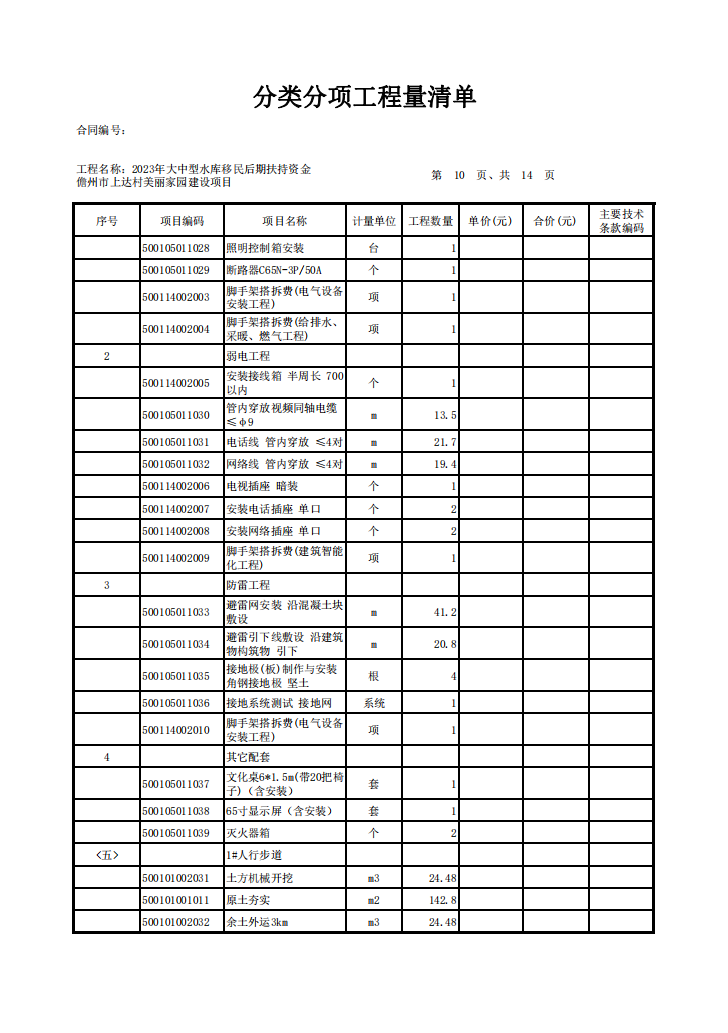 分类分项工程量清单
合同编号：
工程名称：2023年大中型水库移民后期扶持资金
儋州市上达村美丽家园建设项目
第 10 页、共 14 页
序号 项目编码 项目名称 计量单位 工程数量 单价(元) 合价(元) 主要技术
条款编码
500105011028 照明控制箱安装 台 1
500105011029 断路器C65N-3P/50A 个 1
500114002003 脚手架搭拆费(电气设备
安装工程) 项 1
500114002004 脚手架搭拆费(给排水、
采暖、燃气工程) 项 1
2 弱电工程
500114002005 安装接线箱 半周长 700
以内 个 1
500105011030 管内穿放视频同轴电缆
≤φ9 m 13.5
500105011031 电话线 管内穿放 ≤4对 m 21.7
500105011032 网络线 管内穿放 ≤4对 m 19.4
500114002006 电视插座 暗装 个 1
500114002007 安装电话插座 单口 个 2
500114002008 安装网络插座 单口 个 2
500114002009 脚手架搭拆费(建筑智能
化工程) 项 1
3 防雷工程
500105011033 避雷网安装 沿混凝土块
敷设 m 41.2
500105011034 避雷引下线敷设 沿建筑
物构筑物 引下 m 20.8
500105011035 接地极(板)制作与安装
角钢接地极 坚土 根 4
500105011036 接地系统测试 接地网 系统 1
500114002010 脚手架搭拆费(电气设备
安装工程) 项 1
4 其它配套
500105011037 文化桌6*1.5m(带20把椅
子)（含安装） 套 1
500105011038 65寸显示屏（含安装） 套 1
500105011039 灭火器箱 个 2
<五> 1#人行步道
500101002031 土方机械开挖 m3 24.48
500101001011 原土夯实 m2 142.8
500101002032 余土外运3km m3 24.48